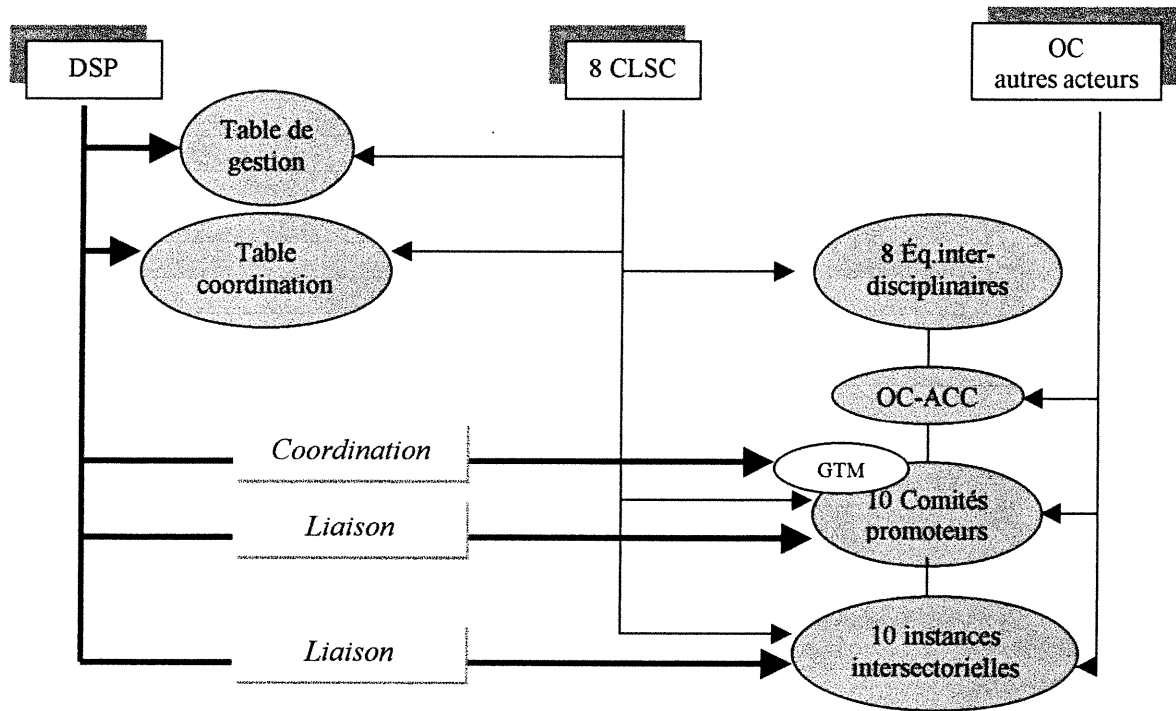 DSP
8 CLSC
OC
autres acteurs
Table de
gestion
Table
coordination
8 Éq.inter-
disciplinaires
OC-ACC
Coordination
GTM
10 Comités
promoteurs
Liaison
Liaison
10 instances
intersectorielles